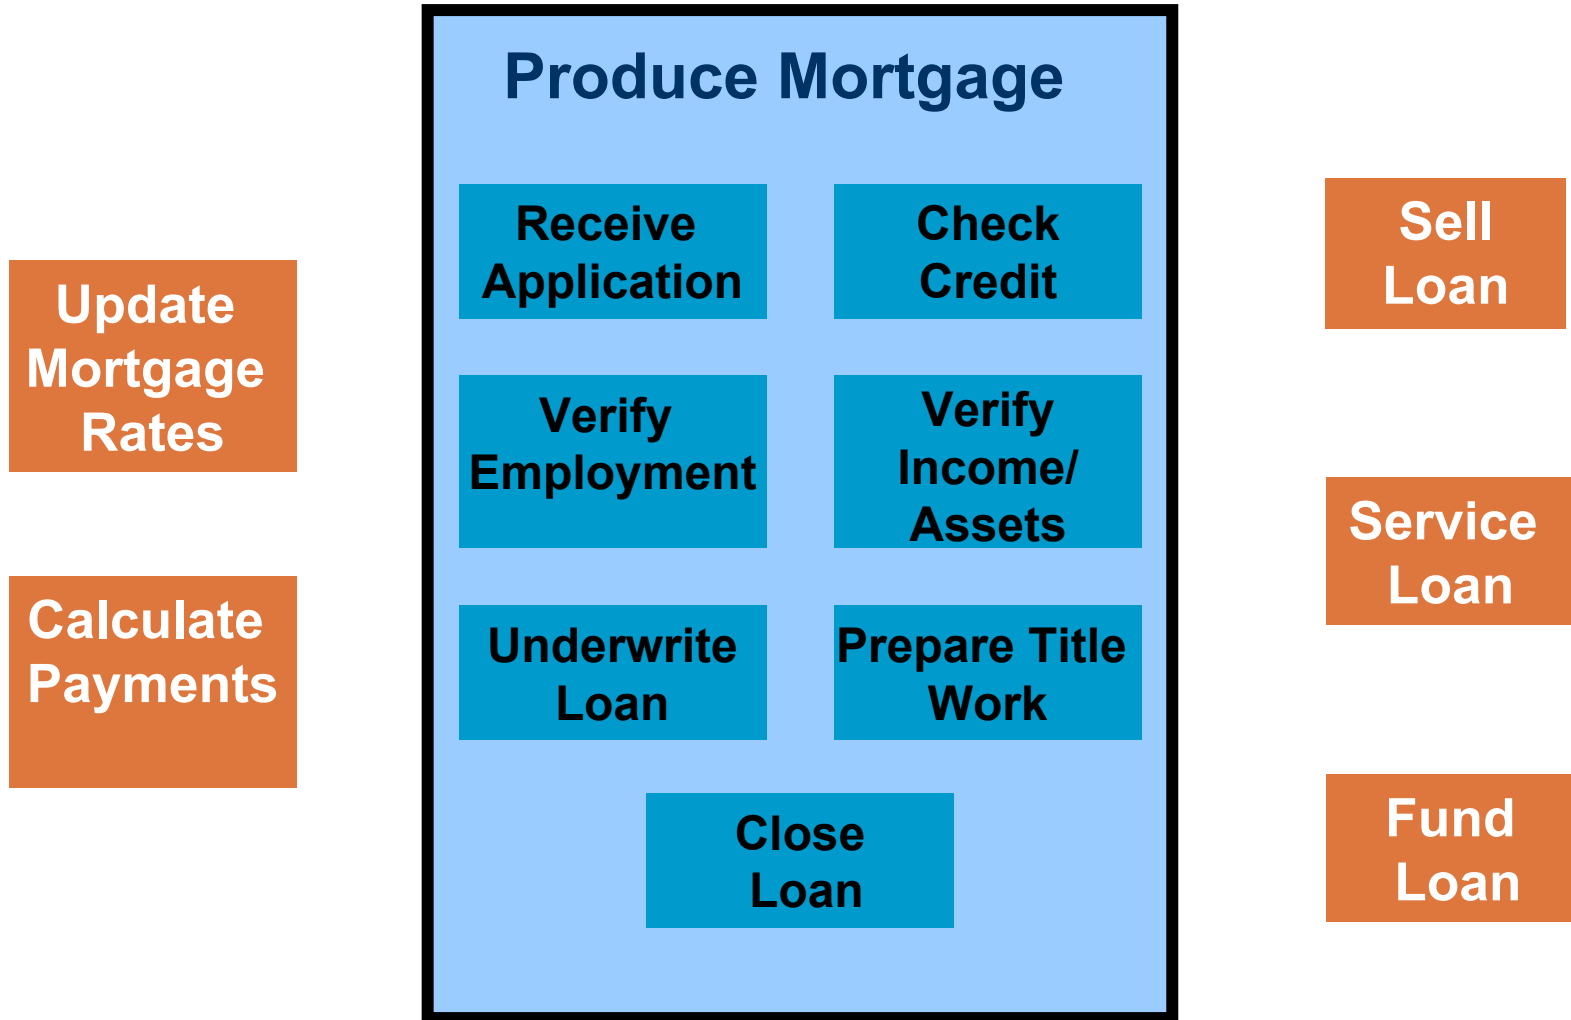 Produce Mortgage
Receive
Application
Check
Credit
Verify
Employment
Verify
Income/
Assets
Underwrite
Loan
Prepare Title
Work
Close
Loan
Update
Mortgage
Rates
Calculate
Payments
Sell
Loan
Service
Loan
Fund
Loan